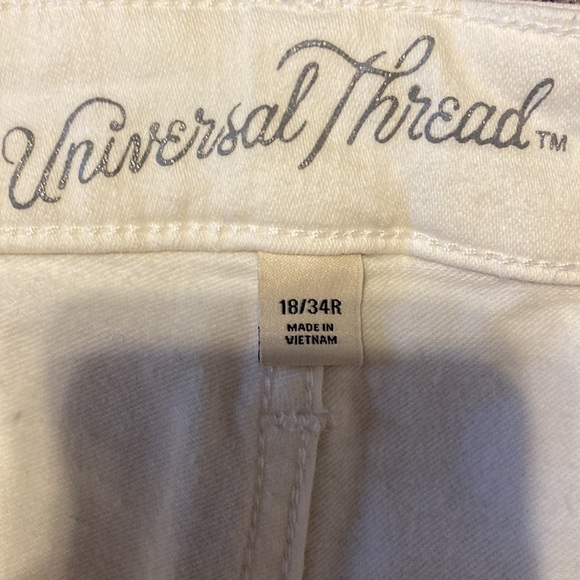 Universal Thread™
18/34R
MADE IN
VIETNAM